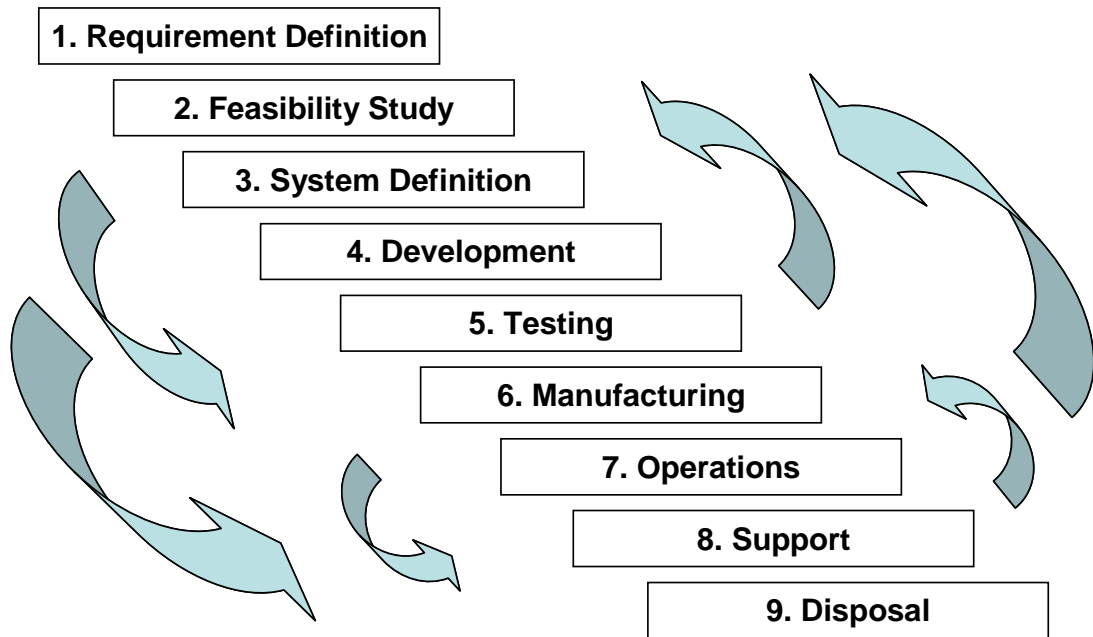 1. Requirement Definition
2. Feasibility Study
3. System Definition
4. Development
5. Testing
6. Manufacturing
7. Operations
8. Support
9. Disposal